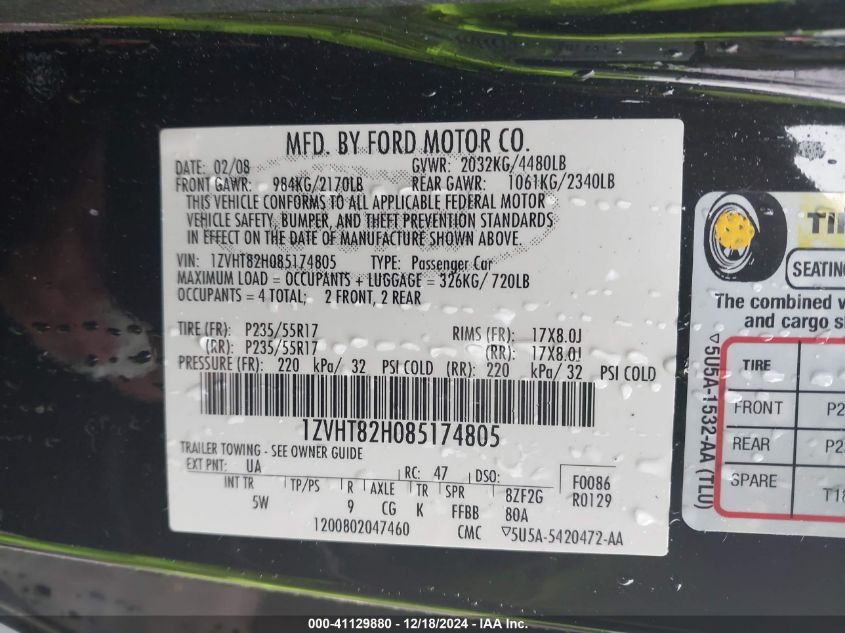 MFD. BY FORD MOTOR CO.
DATE: 02/08 GVWR: 2032KG/4480LB
FRONT GAWR: 984KG/2170LB REAR GAWR: 1061KG/2340LB
THIS VEHICLE CONFORMS TO ALL APPLICABLE FEDERAL MOTOR
VEHICLE SAFETY, BUMPER, AND THEFT PREVENTION STANDARDS
IN EFFECT ON THE DATE OF MANUFACTURE SHOWN ABOVE.
VIN: 1ZVHT82H085174805 TYPE: Passenger Car
MAXIMUM LOAD = OCCUPANTS + LUGGAGE = 326KG/720LB
OCCUPANTS = 4 TOTAL; 2 FRONT, 2 REAR
TIRE (FR): P235/55R17 RIMS (FR): 17X8.0J
(RR): P235/55R17 (RR): 17X8.0J
PRESSURE (FR): 220 kPa/ 32 PSI COLD (RR): 220 kPa/ 32 PSI COLD
1ZVHT82H085174805
TRAILER TOWING - SEE OWNER GUIDE
EXT PNT: UA RC: 47 DSO: F0086
INT TR TP/PS R AXLE TR SPR 8ZF2G R0129
5W 9 CG K FFBB 80A
1200802047460 CMC ▽5U5A-5420472-AA
TI
SEATING
The combined
and cargo
▽5U5A-1532-AA (TLU)
TIRE
FRONT P2
REAR P2
SPARE T18
000-41129880 - 12/18/2024 - IAA Inc.